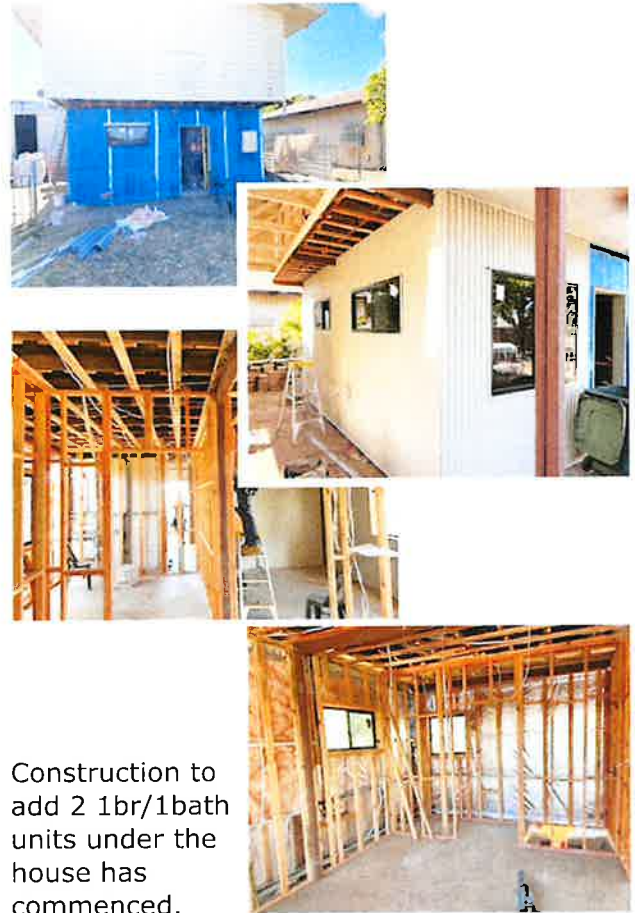 Construction to
add 2 1br/1bath
units under the
house has
commenced.